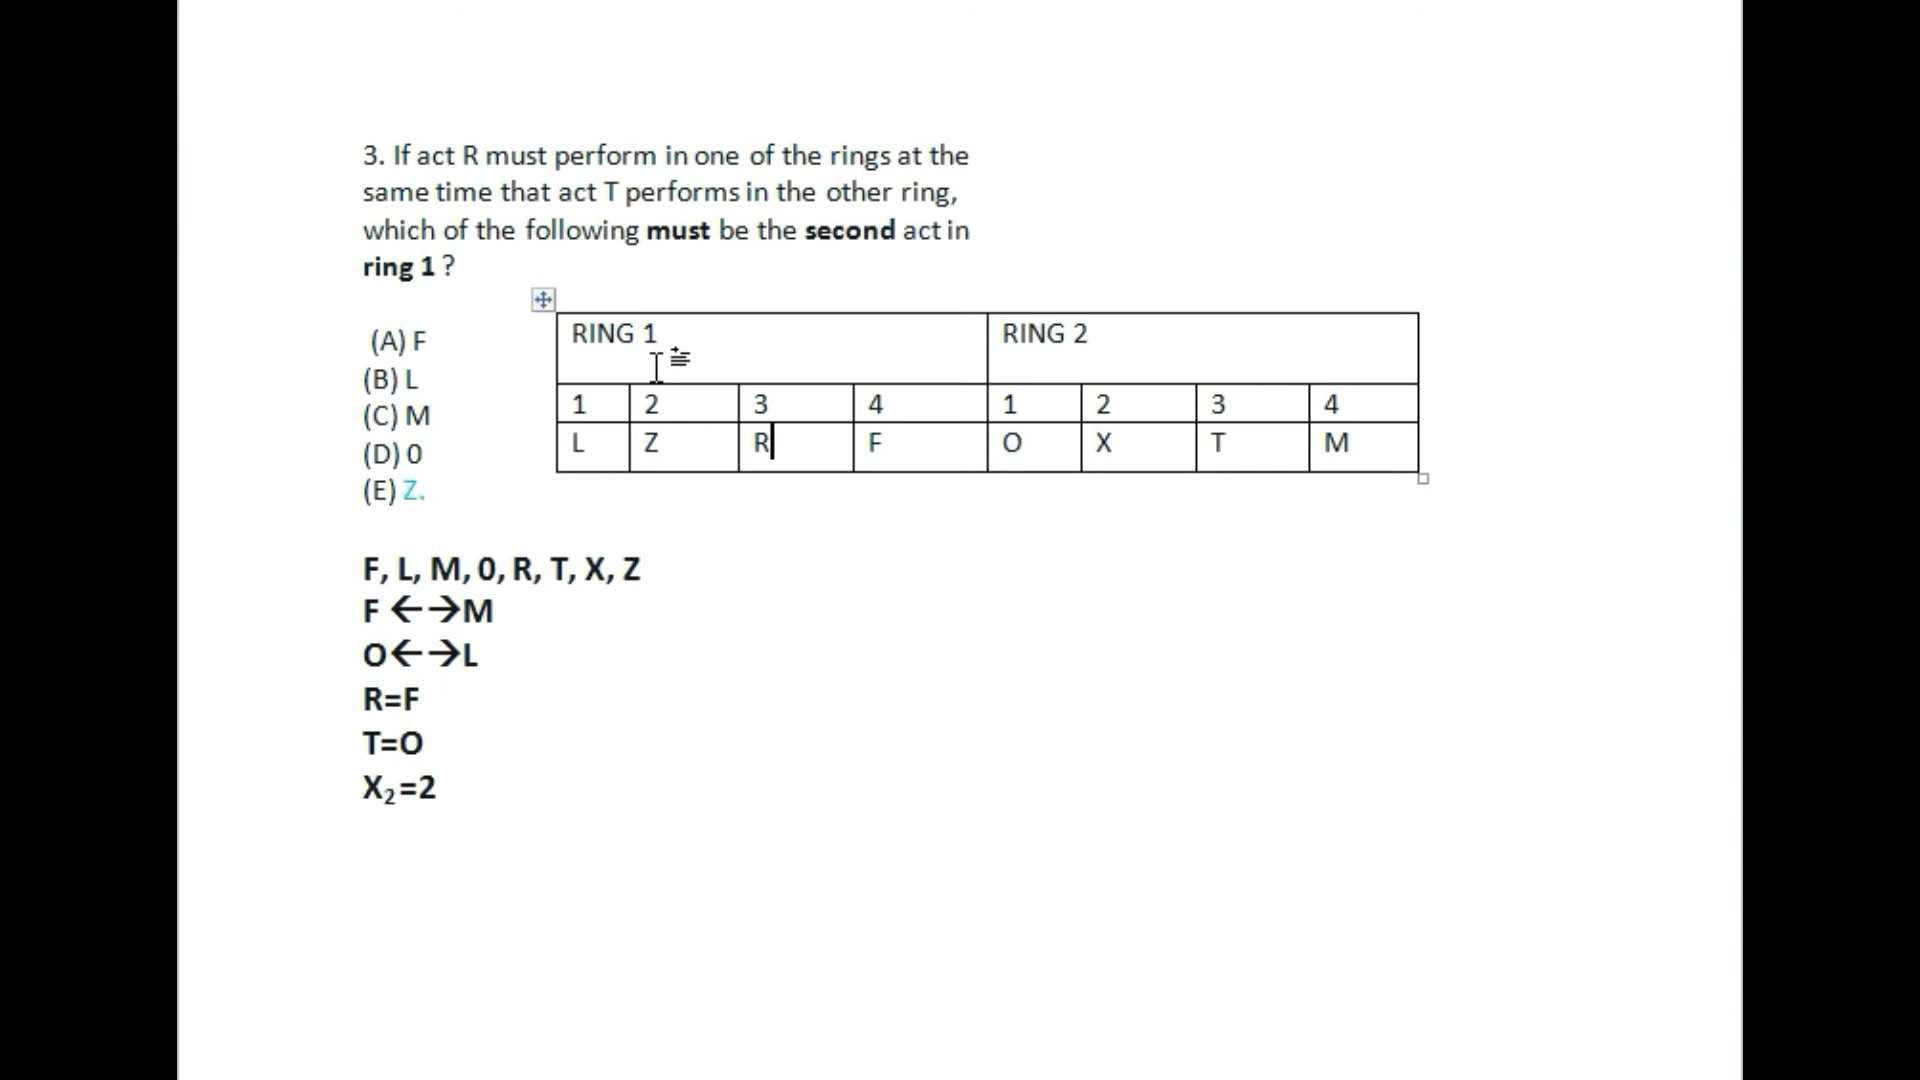 3. If act R must perform in one of the rings at the
same time that act T performs in the other ring,
which of the following must be the second act in
ring 1 ?
(A) F
(B) L
(C) M
(D) 0
(E) Z.
RING 1 RING 2
1 2 3 4 1 2 3 4
L Z R F O X T M
F, L, M, 0, R, T, X, Z
F ←→M
O←→L
R=F
T=O
X₂=2